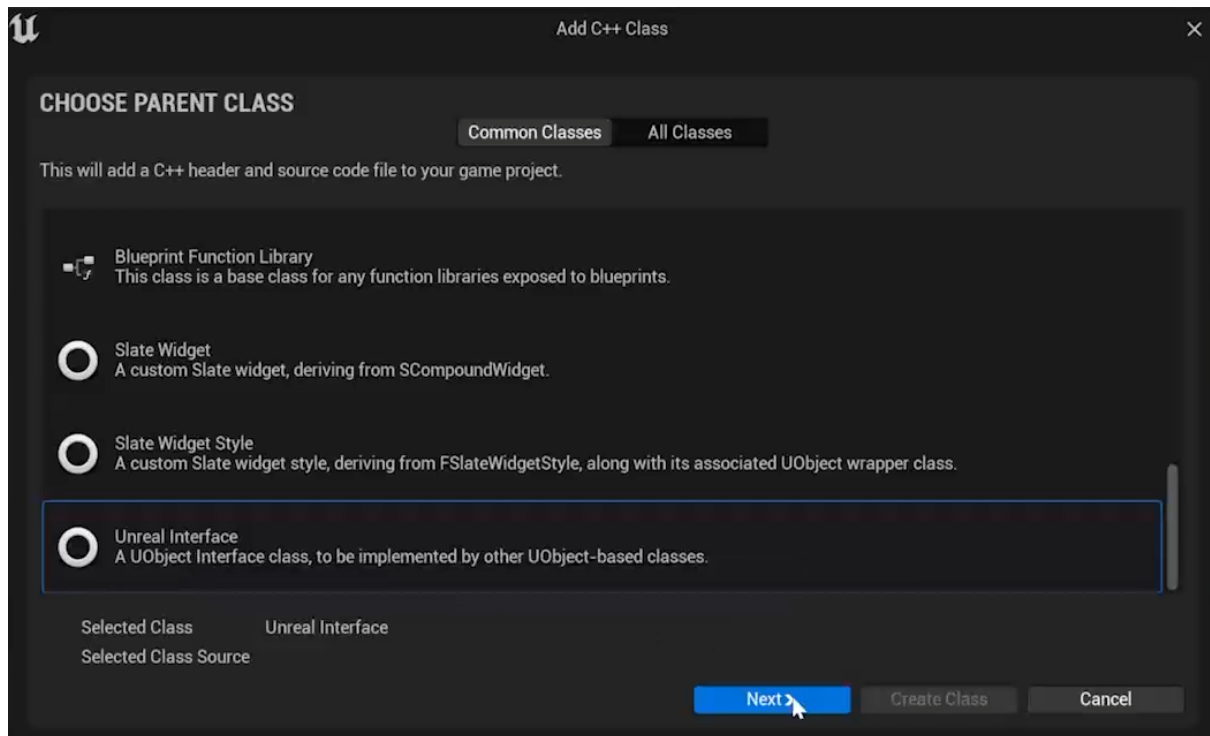 Add C++ Class
CHOOSE PARENT CLASS
Common Classes
All Classes
This will add a C++ header and source code file to your game project.
Blueprint Function Library
This class is a base class for any function libraries exposed to blueprints.
Slate Widget
A custom Slate widget, deriving from SCompoundWidget.
Slate Widget Style
A custom Slate widget style, deriving from FSlateWidgetStyle, along with its associated UObject wrapper class.
Unreal Interface
A UObject Interface class, to be implemented by other UObject-based classes.
Selected Class Unreal Interface
Selected Class Source
Next
Create Class
Cancel